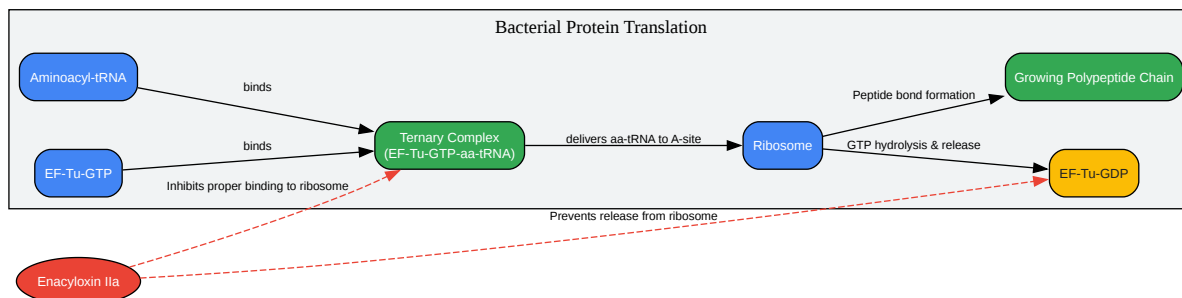 Bacterial Protein Translation
Aminoacyl-tRNA
binds
EF-Tu-GTP
binds
Inhibits proper binding to ribosome
Ternary Complex
(EF-Tu-GTP-aa-tRNA)
delivers aa-tRNA to A-site
Ribosome
Peptide bond formation
GTP hydrolysis & release
Growing Polypeptide Chain
EF-Tu-GDP
Prevents release from ribosome
Enacyloxin IIa